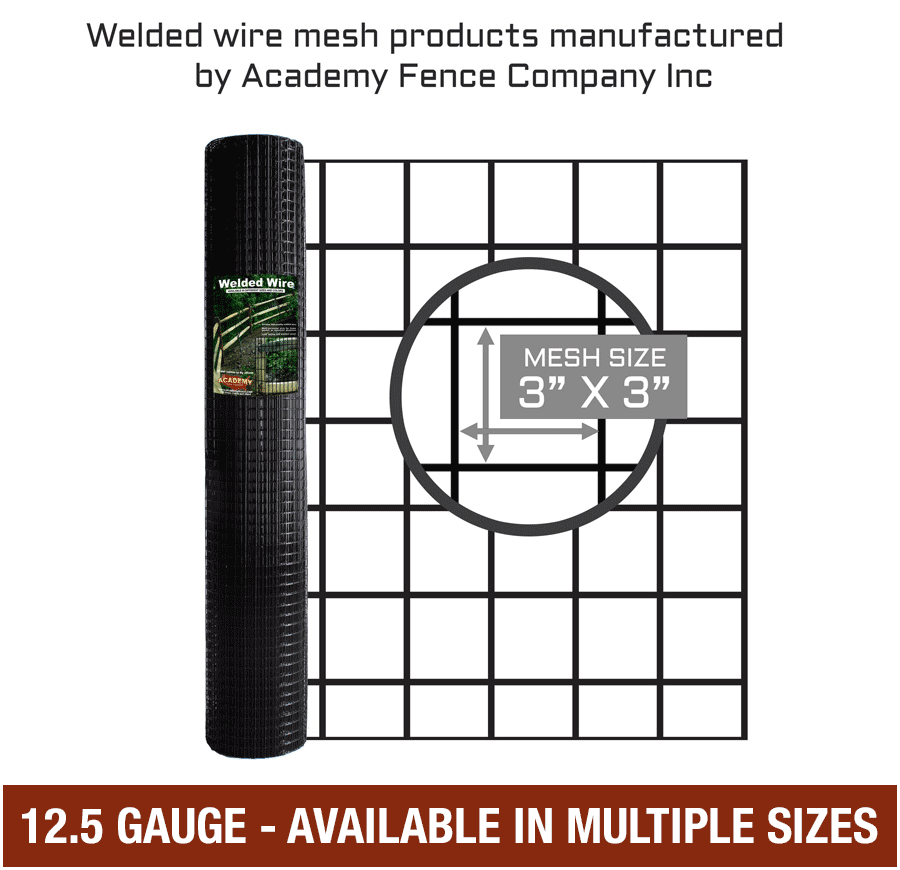 Welded wire mesh products manufactured
by Academy Fence Company Inc
Welded Wire
ACADEMY
MESH SIZE
3” X 3”
12.5 GAUGE - AVAILABLE IN MULTIPLE SIZES